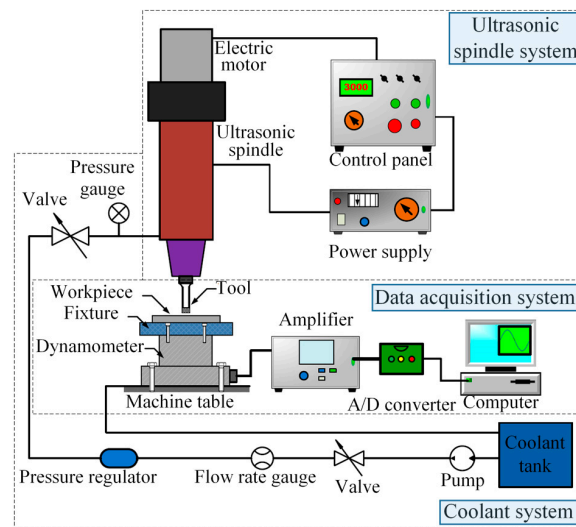 Ultrasonic
spindle system
Electric
motor
3000
Ultrasonic
spindle
Control panel
Pressure
gauge
Valve
Power supply
Tool
Workpiece
Fixture
Dynamometer
Data acquisition system
Amplifier
Machine table
A/D converter
Computer
Coolant
tank
Pressure regulator
Flow rate gauge
Valve
Pump
Coolant system